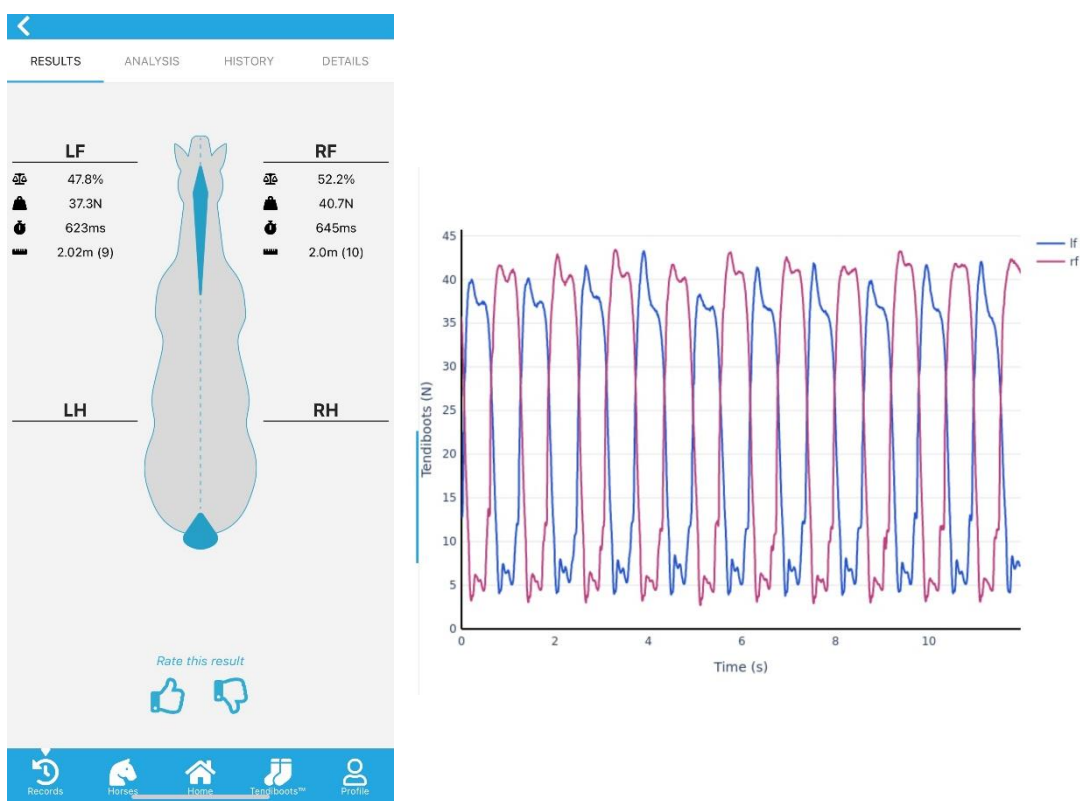 RESULTS ANALYSIS HISTORY DETAILS
LF RF
47.8% 52.2%
37.3N 40.7N
623ms 645ms
2.02m (9) 2.0m (10)
LH RH
Rate this result
Records Horses Home Tendiboots™ Profile
lf
rf
45
40
35
30
25
20
15
10
5
0
Tendiboots (N)
0 2 4 6 8 10
Time (s)